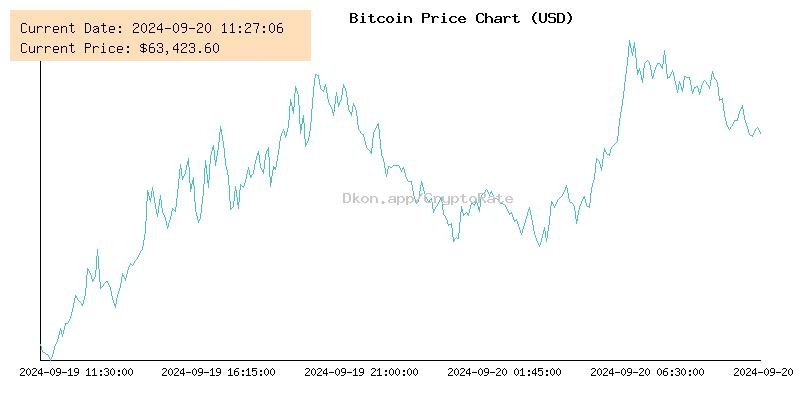 Bitcoin Price Chart (USD)
Current Date: 2024-09-20 11:27:06
Current Price: $63,423.60
Dkon.app/CryptoRate
2024-09-19 11:30:00
2024-09-19 16:15:00
2024-09-19 21:00:00
2024-09-20 01:45:00
2024-09-20 06:30:00
2024-09-20